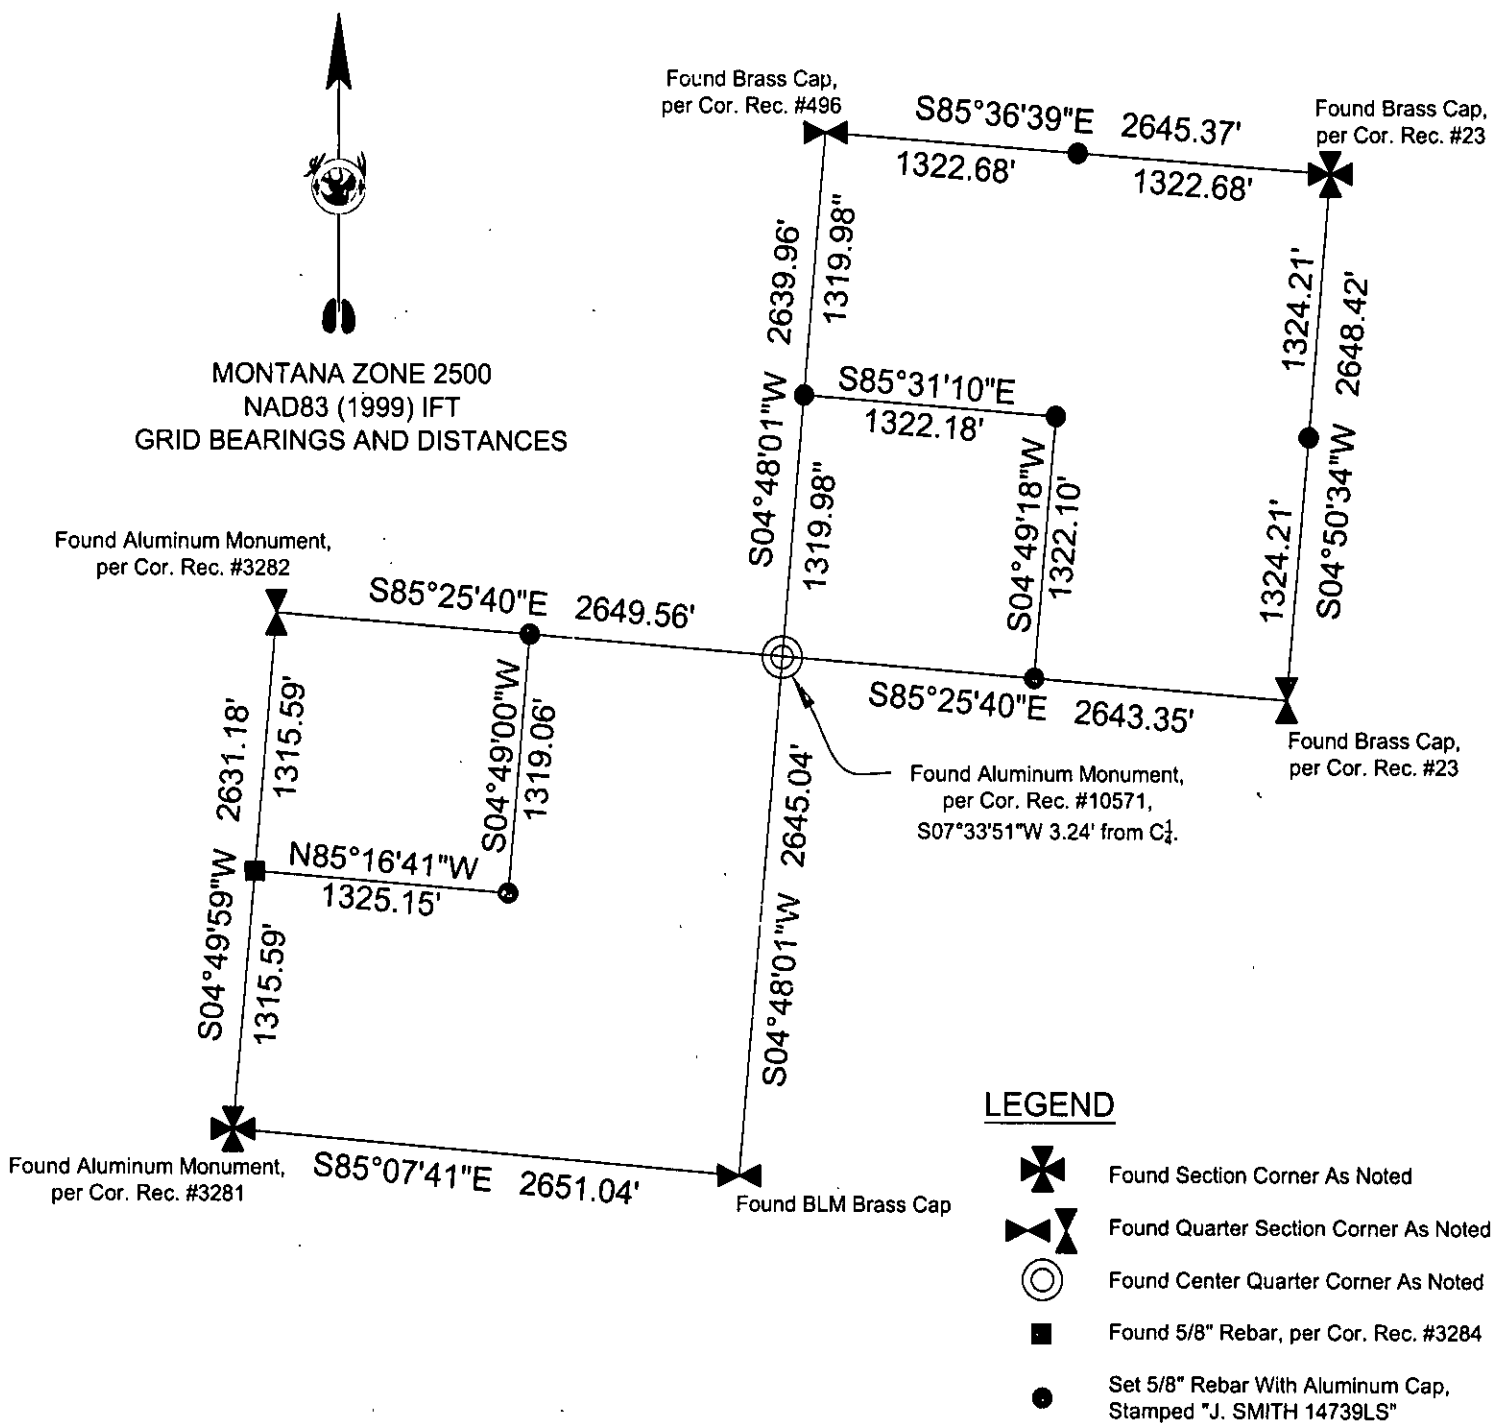 Found Brass Cap,
per Cor. Rec. #496
S85°36'39"E 2645.37'
1322.68'
1322.68'
Found Brass Cap,
per Cor. Rec. #23
2639.96'
1319.98"
S04°48'01"W
1319.98"
1324.21'
2648.42'
1324.21'
S04°50'34"W
S85°31'10"E
1322.18'
S04°49'18"W
1322.10'
MONTANA ZONE 2500
NAD83 (1999) IFT
GRID BEARINGS AND DISTANCES
Found Aluminum Monument,
per Cor. Rec. #3282
S85°25'40"E 2649.56'
S85°25'40"E 2643.35'
Found Brass Cap,
per Cor. Rec. #23
Found Aluminum Monument,
per Cor. Rec. #10571,
S07°33'51"W 3.24' from C¼.
2631.18'
1315.59'
S04°49'00"W
1319.06'
N85°16'41"W
1325.15'
S04°49'59"W
1315.59'
2645.04'
S04°48'01"W
Found Aluminum Monument,
per Cor. Rec. #3281
S85°07'41"E 2651.04'
Found BLM Brass Cap
LEGEND
Found Section Corner As Noted
Found Quarter Section Corner As Noted
Found Center Quarter Corner As Noted
Found 5/8" Rebar, per Cor. Rec. #3284
Set 5/8" Rebar With Aluminum Cap,
Stamped "J. SMITH 14739LS"